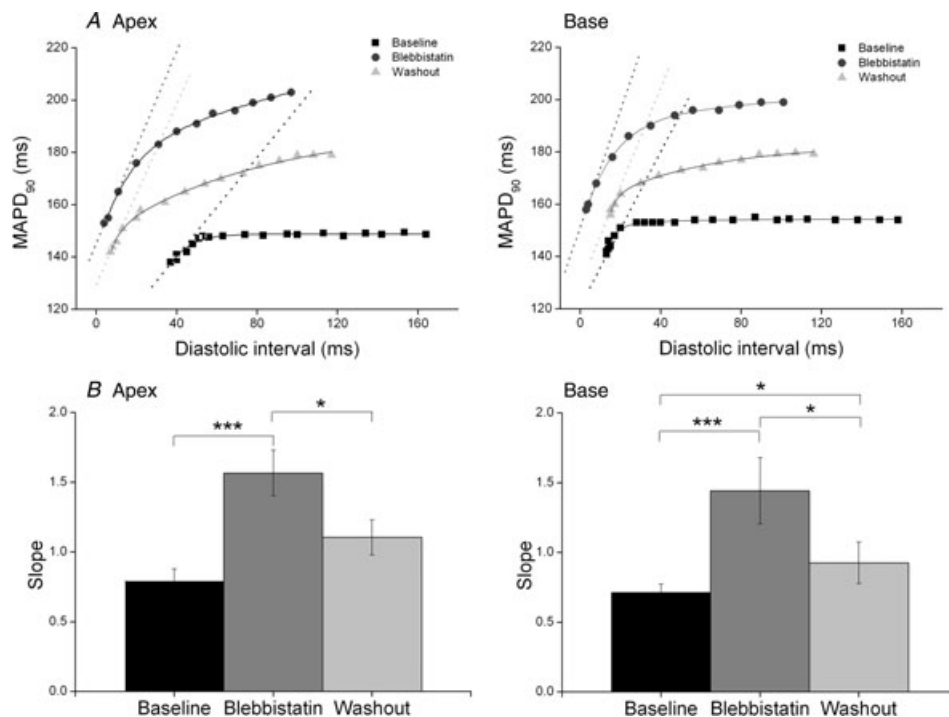 A Apex
Baseline
Blebbistatin
Washout
MAPD90 (ms)
220
200
180
160
140
120
0
40
80
120
160
Diastolic interval (ms)
Base
Baseline
Blebbistatin
Washout
MAPD90 (ms)
220
200
180
160
140
120
0
40
80
120
160
Diastolic interval (ms)
B Apex
Slope
2.0
1.5
1.0
0.5
0.0
***
*
Baseline
Blebbistatin
Washout
Base
Slope
2.0
1.5
1.0
0.5
0.0
*
***
*
Baseline
Blebbistatin
Washout